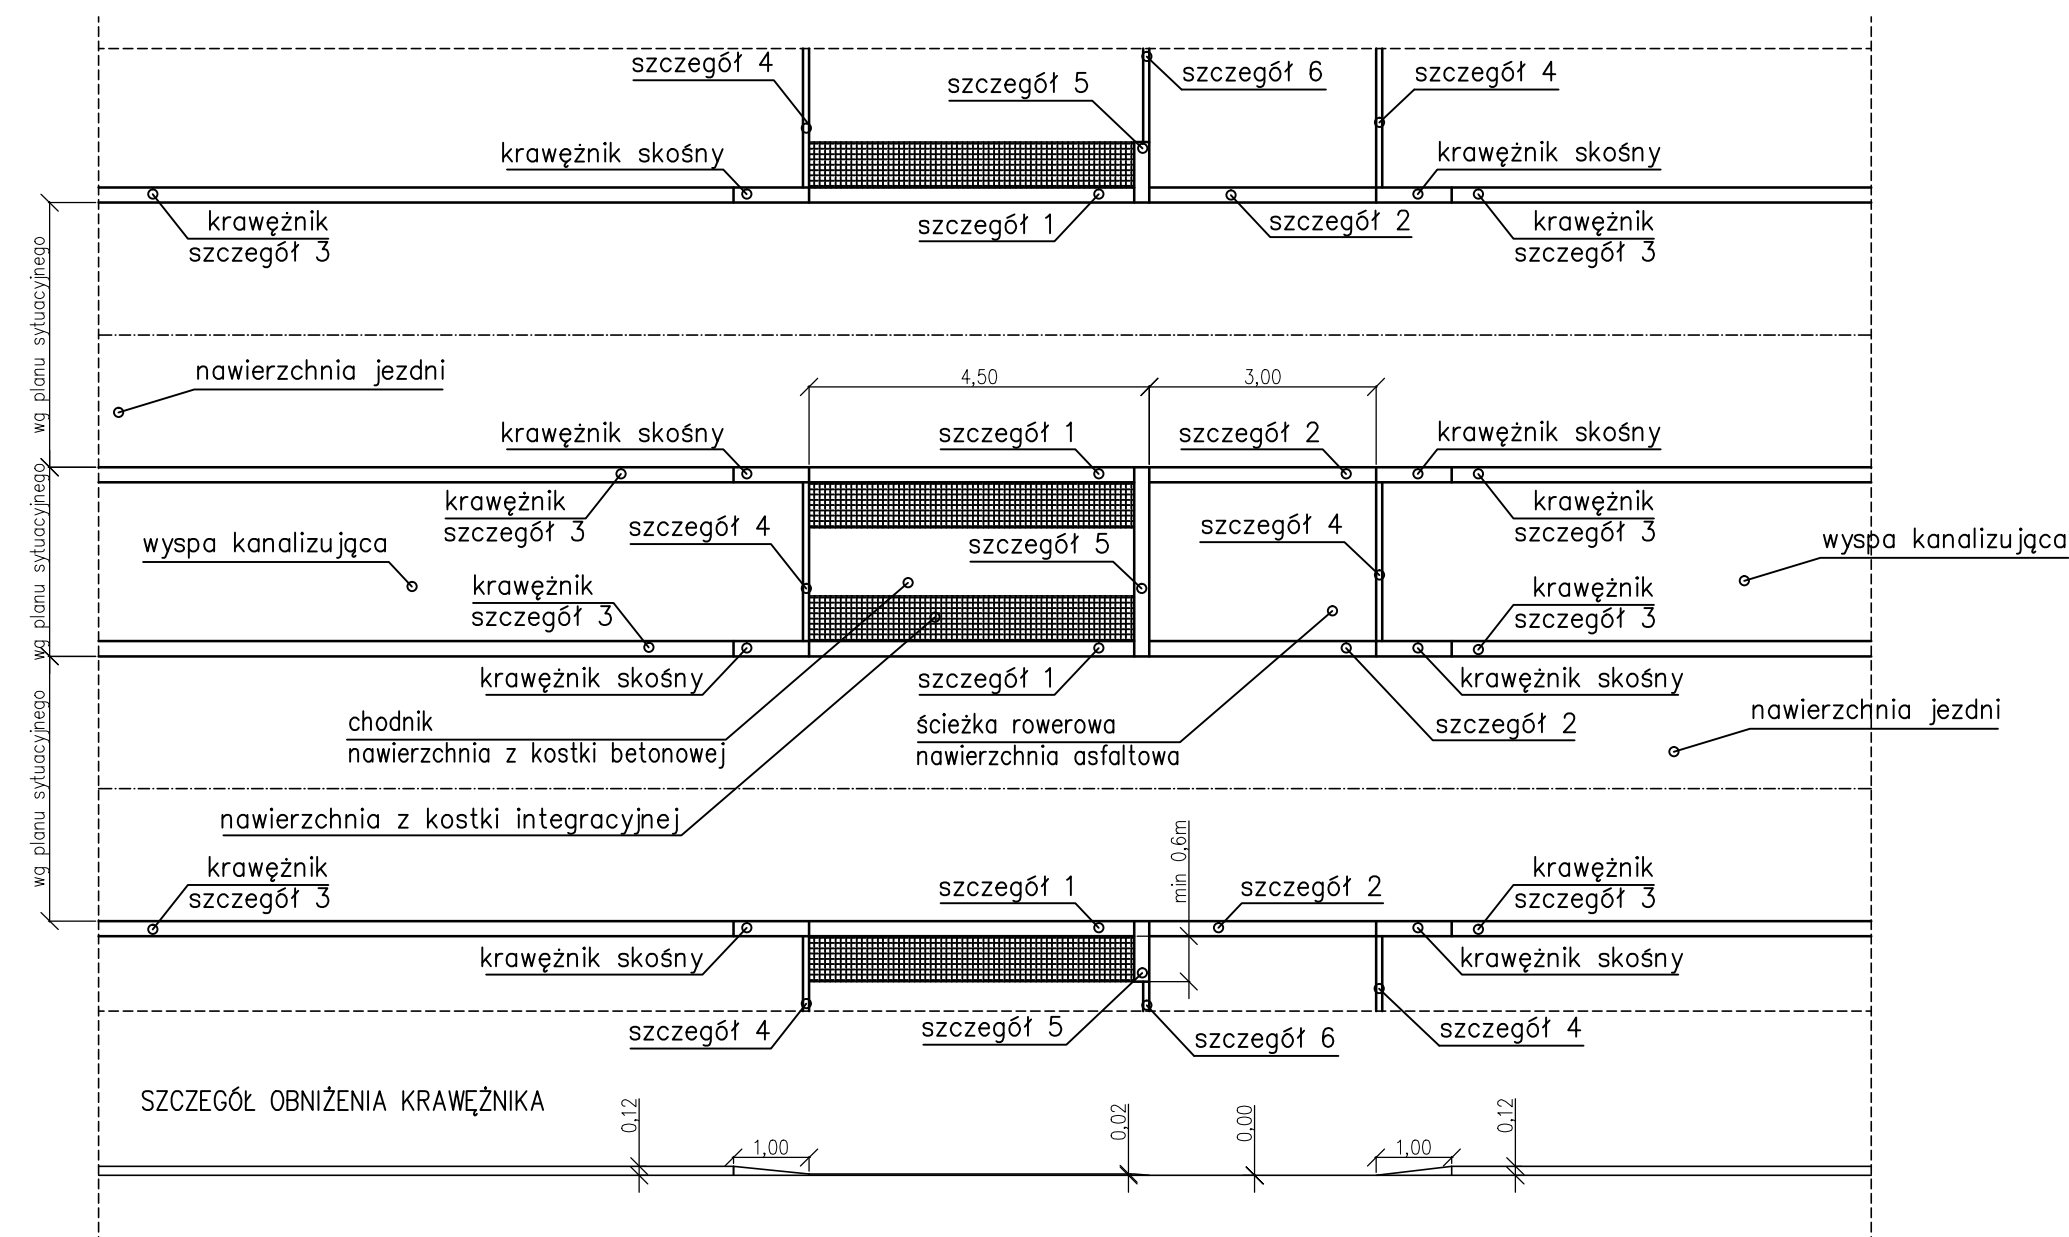 szczegół 4
szczegół 5
szczegół 6
szczegół 4
krawężnik skośny
krawężnik skośny
krawężnik
szczegół 3
szczegół 1
szczegół 2
krawężnik
szczegół 3
wg planu sytuacyjnego
nawierzchnia jezdni
4,50
3,00
krawężnik skośny
szczegół 1
szczegół 2
krawężnik skośny
krawężnik
szczegół 3
szczegół 4
szczegół 5
szczegół 4
krawężnik
szczegół 3
wyspa kanalizująca
wyspa kanalizująca
wg planu sytuacyjnego
krawężnik
szczegół 3
krawężnik
szczegół 3
krawężnik skośny
szczegół 1
krawężnik skośny
chodnik
nawierzchnia z kostki betonowej
ścieżka rowerowa
nawierzchnia asfaltowa
szczegół 2
nawierzchnia jezdni
wg planu sytuacyjnego
nawierzchnia z kostki integracyjnej
min 0,6m
krawężnik
szczegół 3
szczegół 1
szczegół 2
krawężnik
szczegół 3
krawężnik skośny
krawężnik skośny
szczegół 4
szczegół 5
szczegół 6
szczegół 4
SZCZEGÓŁ OBNIŻENIA KRAWĘŻNIKA
0,12
1,00
0,02
0,00
1,00
0,12